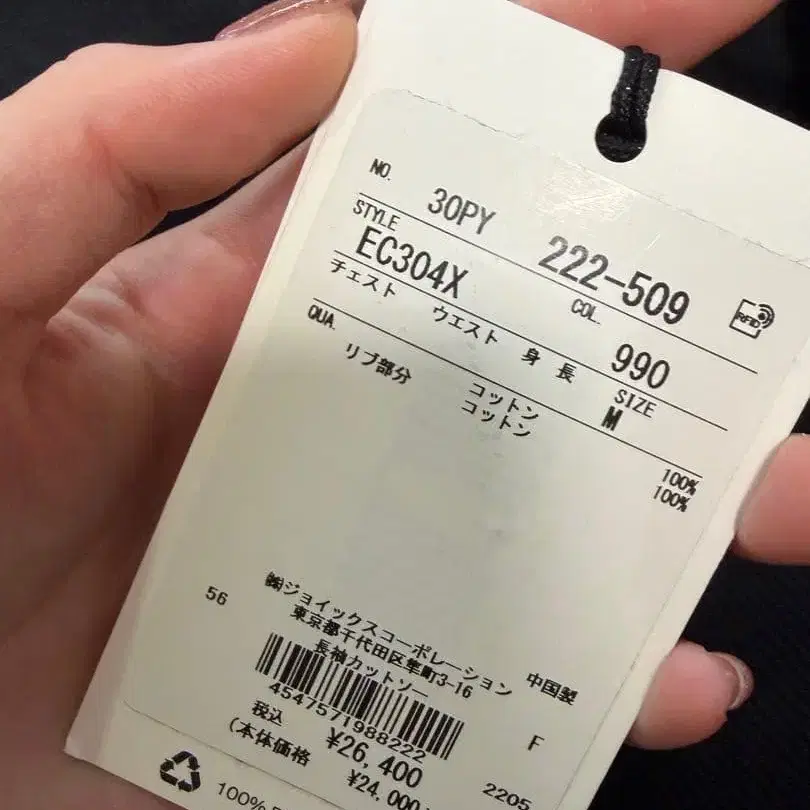 NO. 30PY 222-509
STYLE EC304X COL. 990
チェスト ウエスト 身長 SIZE M
QUA. コットン 100%
リブ部分 コットン 100%
56
㈱ジョイックスコーポレーション
東京都千代田区隼町3-16
長袖カットソー 中国製
4547571988222
F
税込 ¥26,400
(本体価格 ¥24,000
2205
RFID
100%